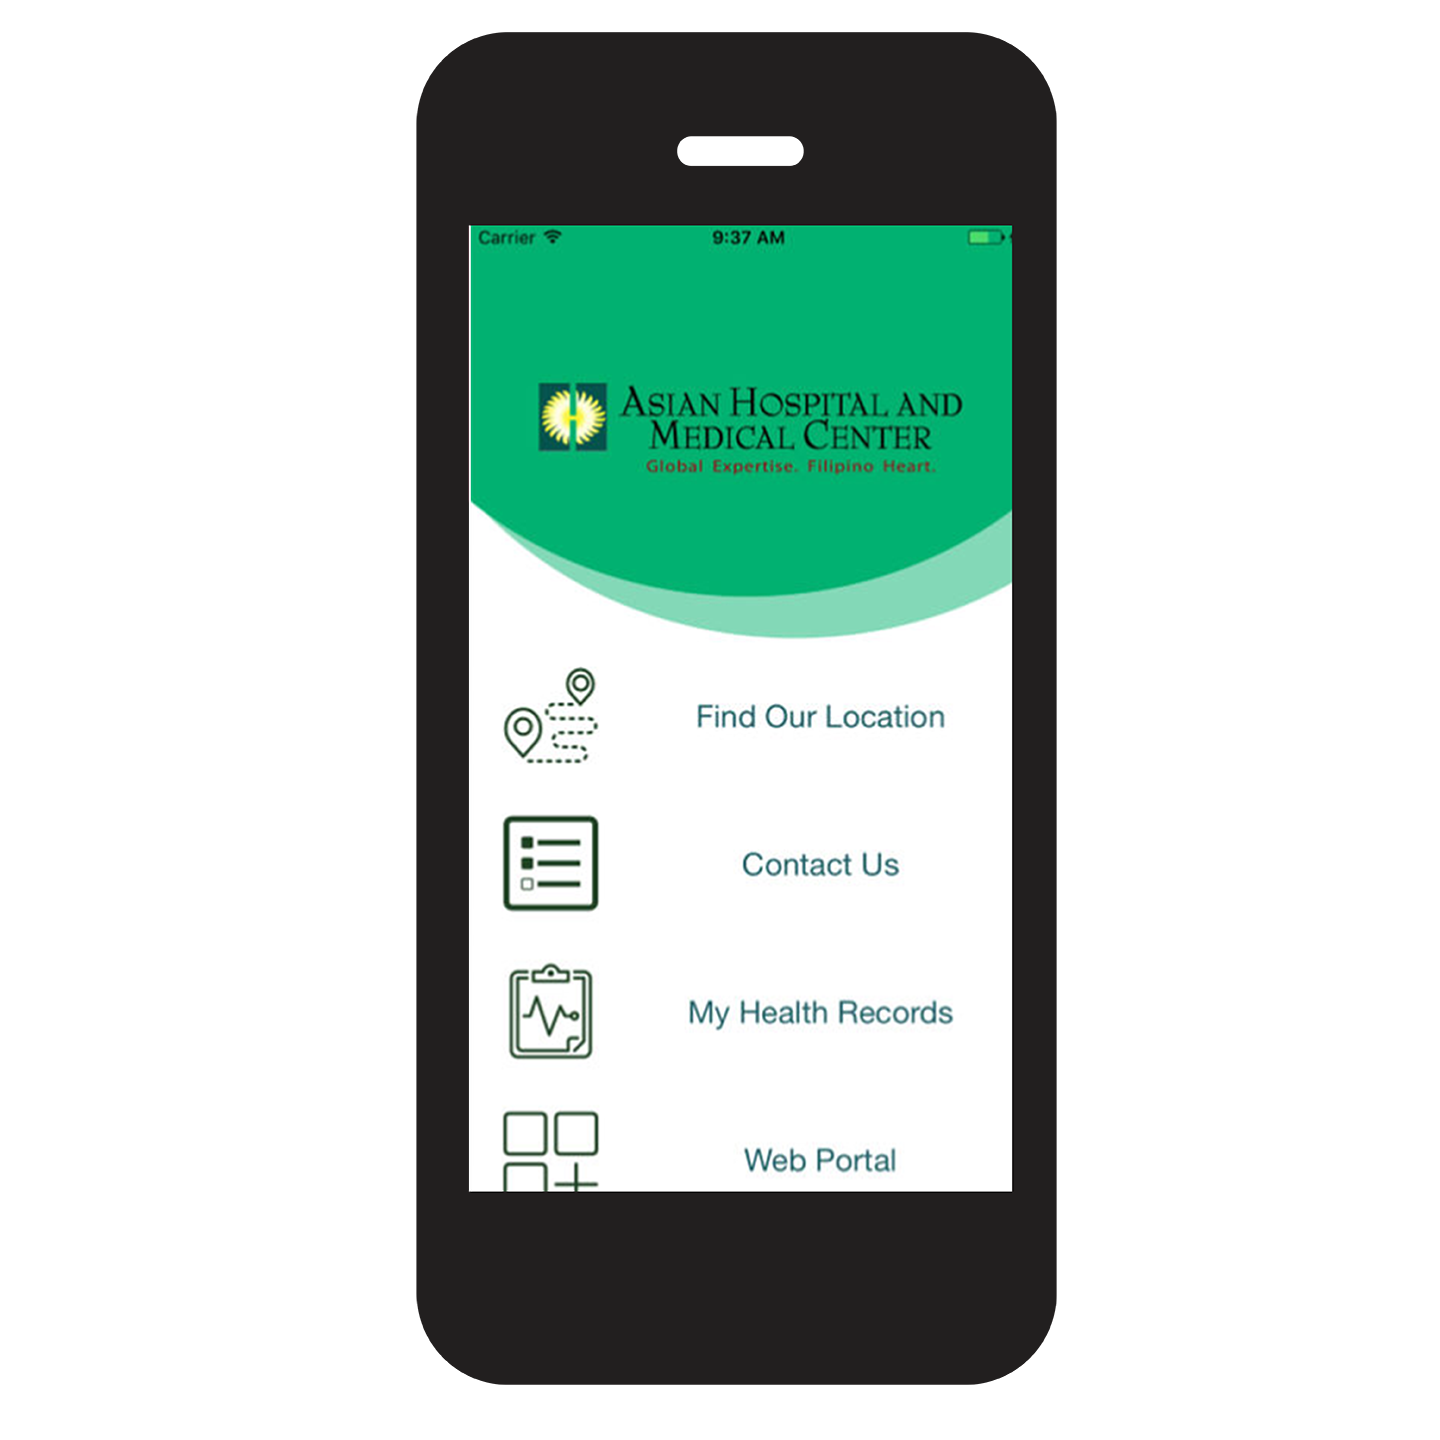 Carrier 9:37 AM
ASIAN HOSPITAL AND
MEDICAL CENTER
Global Expertise. Filipino Heart.
Find Our Location
Contact Us
My Health Records
Web Portal